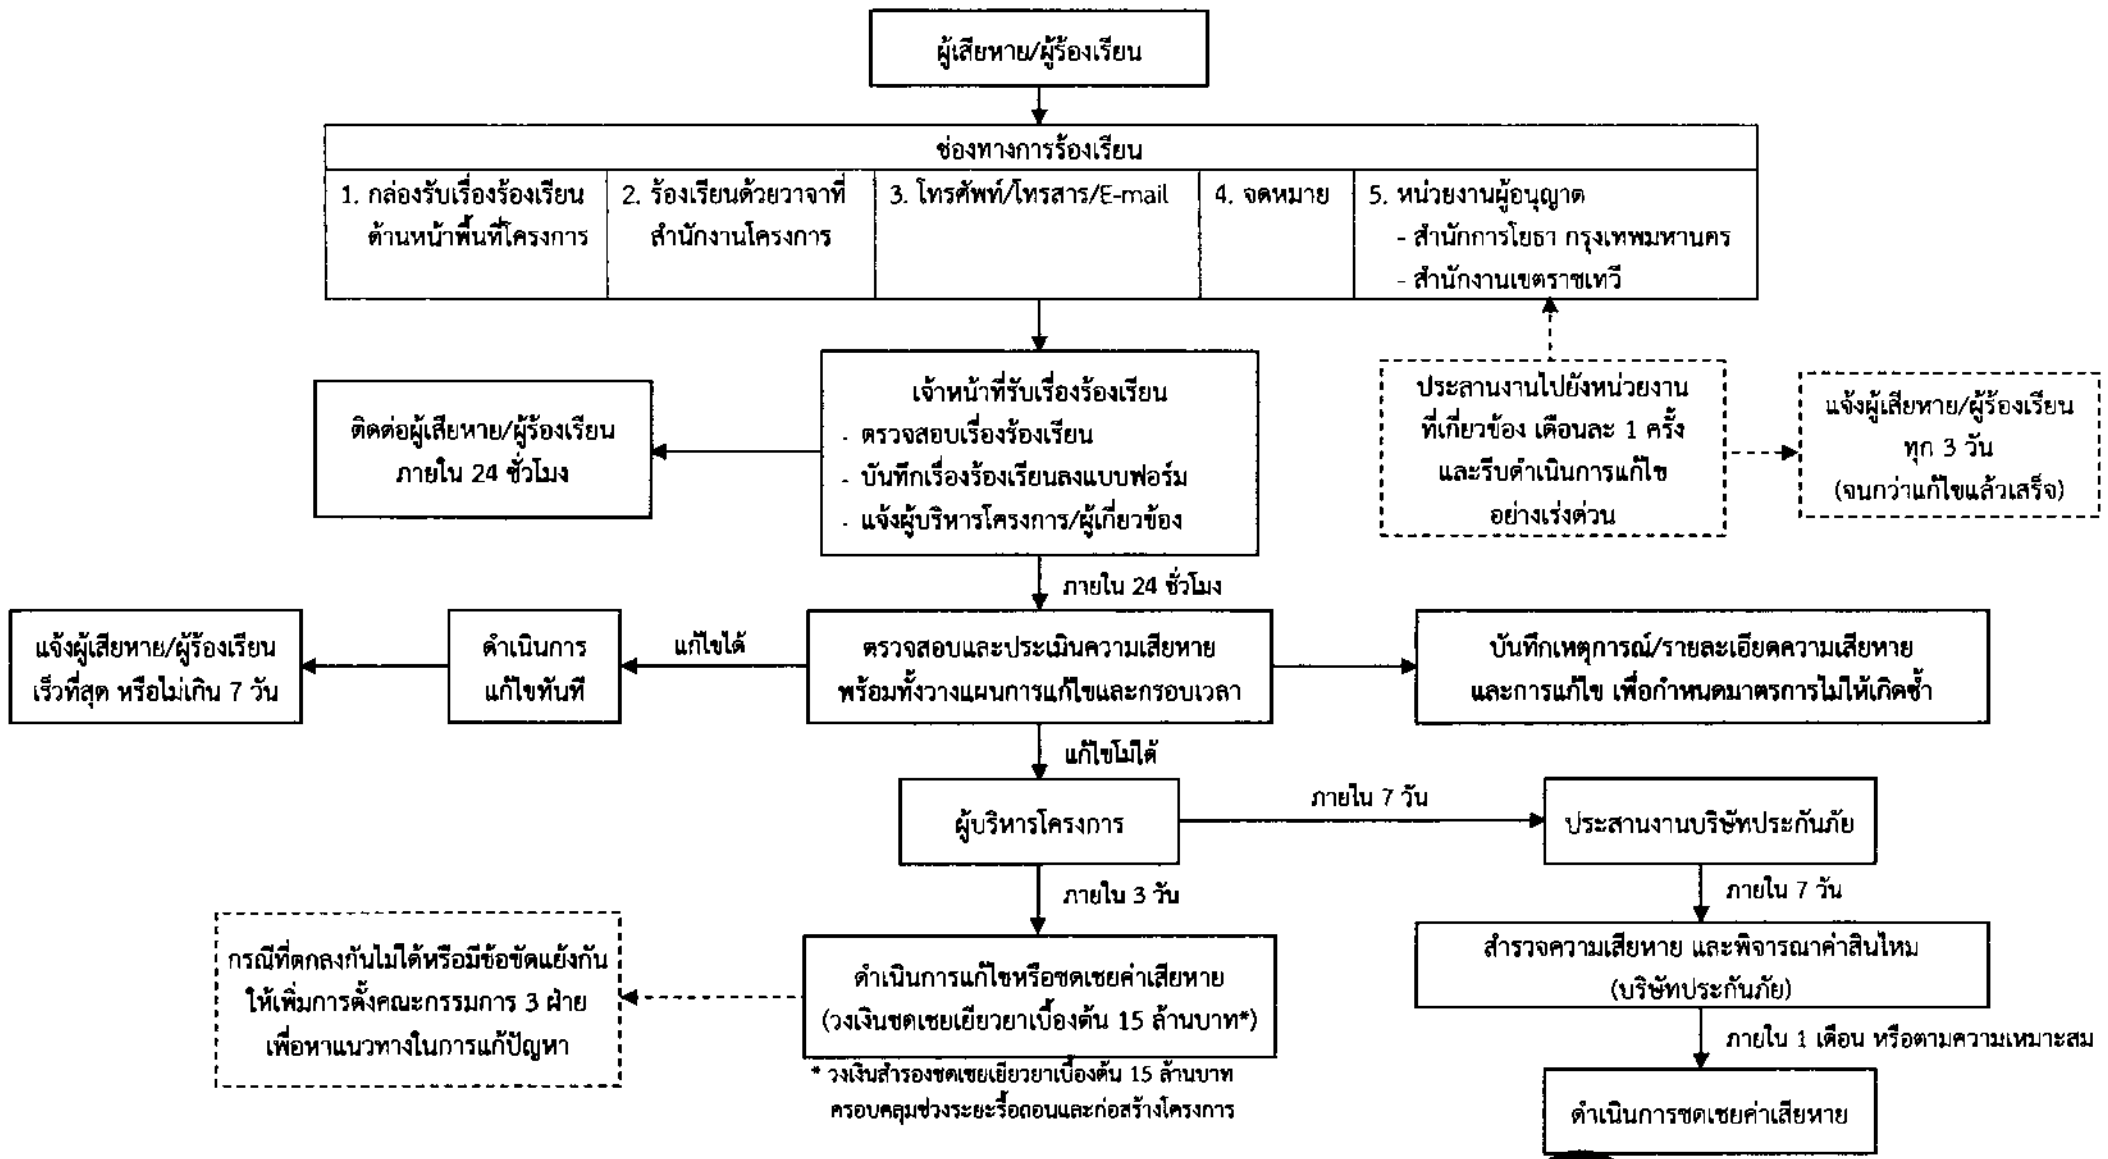 ผู้เสียหาย/ผู้ร้องเรียน
ช่องทางการร้องเรียน
1. กล่องรับเรื่องร้องเรียน
ด้านหน้าพื้นที่โครงการ
2. ร้องเรียนด้วยวาจาที่
สำนักงานโครงการ
3. โทรศัพท์/โทรสาร/E-mail
4. จดหมาย
5. หน่วยงานผู้อนุญาต
- สำนักการโยธา กรุงเทพมหานคร
- สำนักงานเขตราชเทวี
ติดต่อผู้เสียหาย/ผู้ร้องเรียน
ภายใน 24 ชั่วโมง
เจ้าหน้าที่รับเรื่องร้องเรียน
- ตรวจสอบเรื่องร้องเรียน
- บันทึกเรื่องร้องเรียนลงแบบฟอร์ม
- แจ้งผู้บริหารโครงการ/ผู้เกี่ยวข้อง
ประสานงานไปยังหน่วยงาน
ที่เกี่ยวข้อง เดือนละ 1 ครั้ง
และรีบดำเนินการแก้ไข
อย่างเร่งด่วน
แจ้งผู้เสียหาย/ผู้ร้องเรียน
ทุก 3 วัน
(จนกว่าแก้ไขแล้วเสร็จ)
ภายใน 24 ชั่วโมง
แจ้งผู้เสียหาย/ผู้ร้องเรียน
เร็วที่สุด หรือไม่เกิน 7 วัน
ดำเนินการ
แก้ไขทันที
แก้ไขได้
ตรวจสอบและประเมินความเสียหาย
พร้อมทั้งวางแผนการแก้ไขและกรอบเวลา
บันทึกเหตุการณ์/รายละเอียดความเสียหาย
และการแก้ไข เพื่อกำหนดมาตรการไม่ให้เกิดซ้ำ
แก้ไขไม่ได้
ผู้บริหารโครงการ
ภายใน 7 วัน
ประสานงานบริษัทประกันภัย
ภายใน 3 วัน
ภายใน 7 วัน
กรณีที่ตกลงกันไม่ได้หรือมีข้อขัดแย้งกัน
ให้เพิ่มการตั้งคณะกรรมการ 3 ฝ่าย
เพื่อหาแนวทางในการแก้ปัญหา
ดำเนินการแก้ไขหรือชดเชยค่าเสียหาย
(วงเงินชดเชยเยียวยาเบื้องต้น 15 ล้านบาท*)
* วงเงินสำรองชดเชยเยียวยาเบื้องต้น 15 ล้านบาท
ครอบคลุมช่วงระยะรื้อถอนและก่อสร้างโครงการ
สำรวจความเสียหาย และพิจารณาค่าสินไหม
(บริษัทประกันภัย)
ภายใน 1 เดือน หรือตามความเหมาะสม
ดำเนินการชดเชยค่าเสียหาย